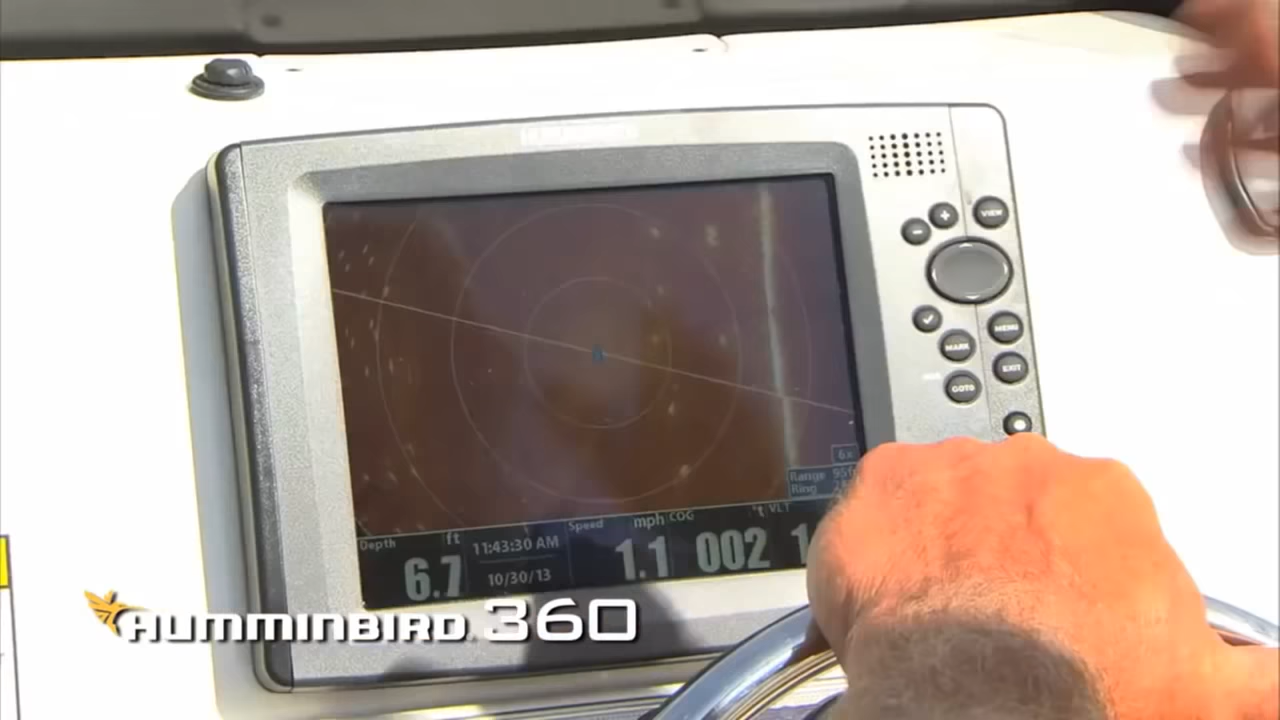 VIEW
MENU
MARK
EXIT
GOTO
6x
Range
Ring
Depth ft
6.7
11:43:30 AM
10/30/13
Speed mph
1.1
COG °t
002
VLT
HUMMINBIRD. 360